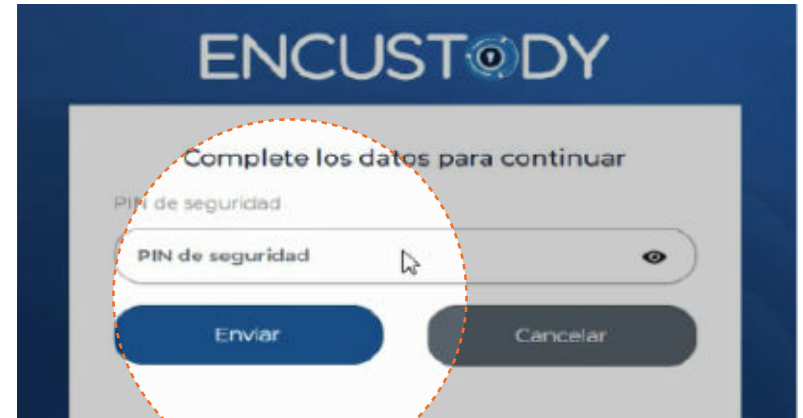 ENCUSTODY
Complete los datos para continuar
PIN de seguridad
PIN de seguridad
Enviar Cancelar